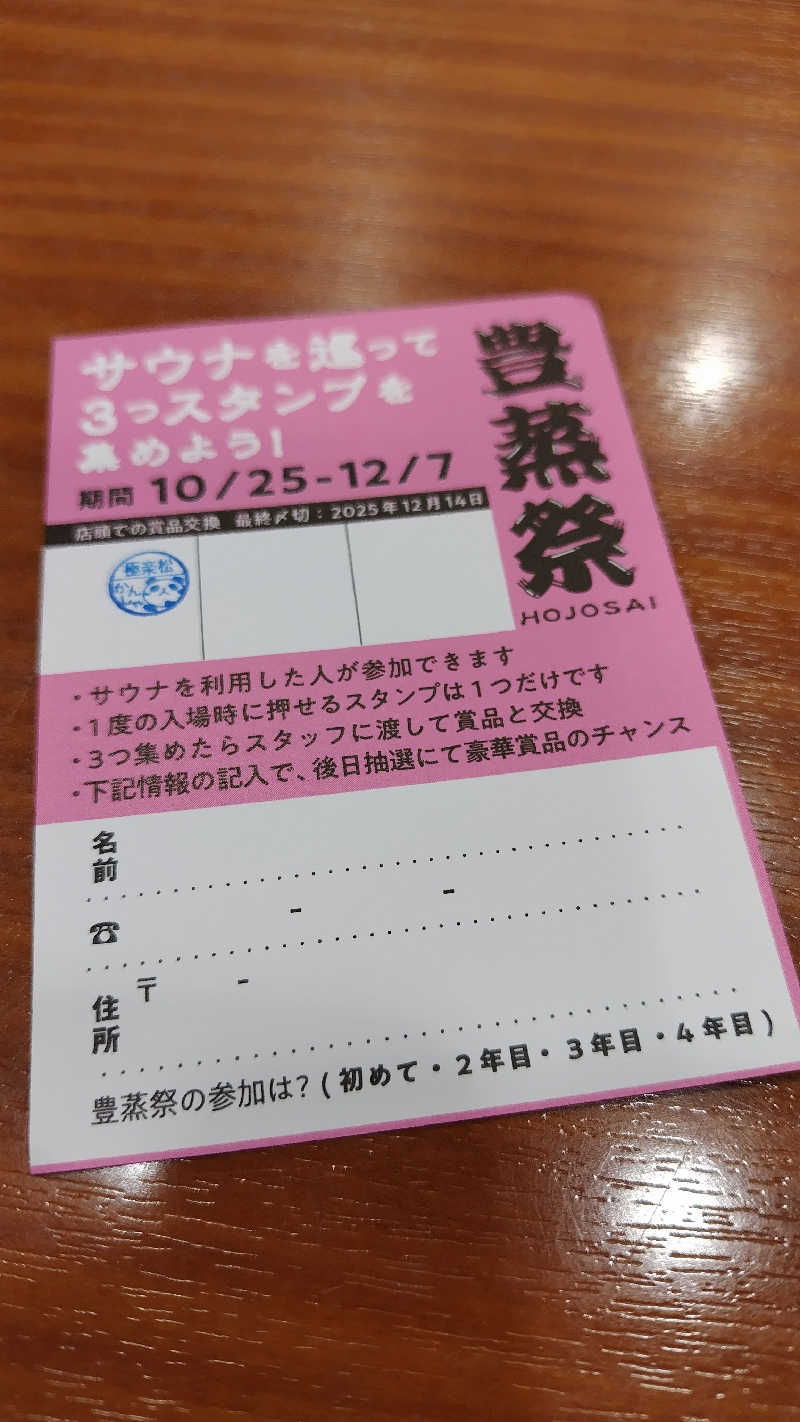 サウナを巡って
3つスタンプを
集めよう!
期間 10/25-12/7
店頭での賞品交換 最終〆切：2025年12月14日
豊蒸祭
HOJOSAI
極楽松
かん
じゃ
・サウナを利用した人が参加できます
・1度の入場時に押せるスタンプは1つだけです
・3つ集めたらスタッフに渡して賞品と交換
・下記情報の記入で、後日抽選にて豪華賞品のチャンス
名前
☎ - -
住所 〒 -
豊蒸祭の参加は?(初めて・2年目・3年目・4年目)